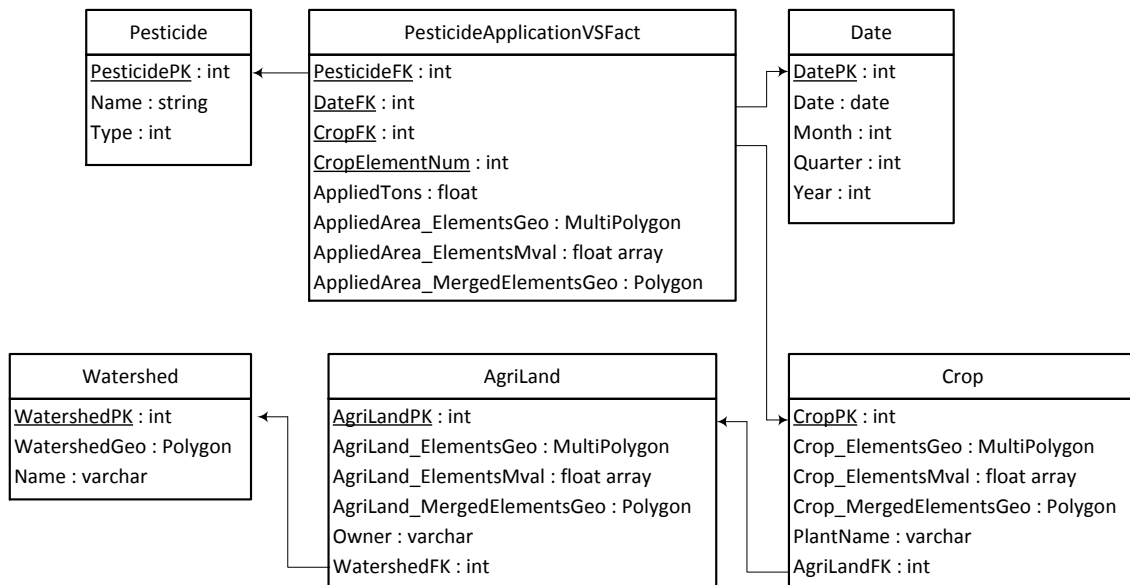 Pesticide
PesticidePK : int
Name : string
Type : int
PesticideApplicationVSFact
PesticideFK : int
DateFK : int
CropFK : int
CropElementNum : int
AppliedTons : float
AppliedArea_ElementsGeo : MultiPolygon
AppliedArea_ElementsMval : float array
AppliedArea_MergedElementsGeo : Polygon
Date
DatePK : int
Date : date
Month : int
Quarter : int
Year : int
Watershed
WatershedPK : int
WatershedGeo : Polygon
Name : varchar
AgriLand
AgriLandPK : int
AgriLand_ElementsGeo : MultiPolygon
AgriLand_ElementsMval : float array
AgriLand_MergedElementsGeo : Polygon
Owner : varchar
WatershedFK : int
Crop
CropPK : int
Crop_ElementsGeo : MultiPolygon
Crop_ElementsMval : float array
Crop_MergedElementsGeo : Polygon
PlantName : varchar
AgriLandFK : int